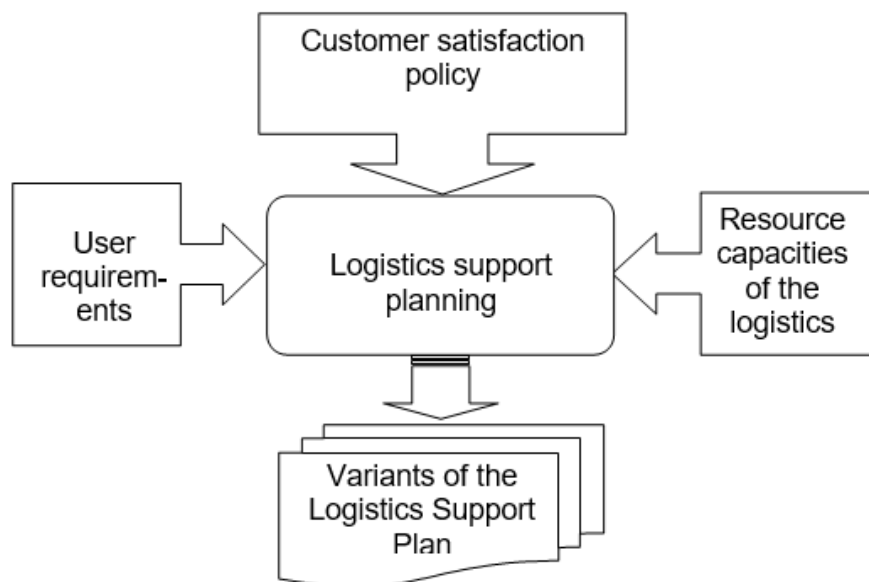 Customer satisfaction
policy
User
requirem-
ents
Logistics support
planning
Resource
capacities
of the
logistics
Variants of the
Logistics Support
Plan